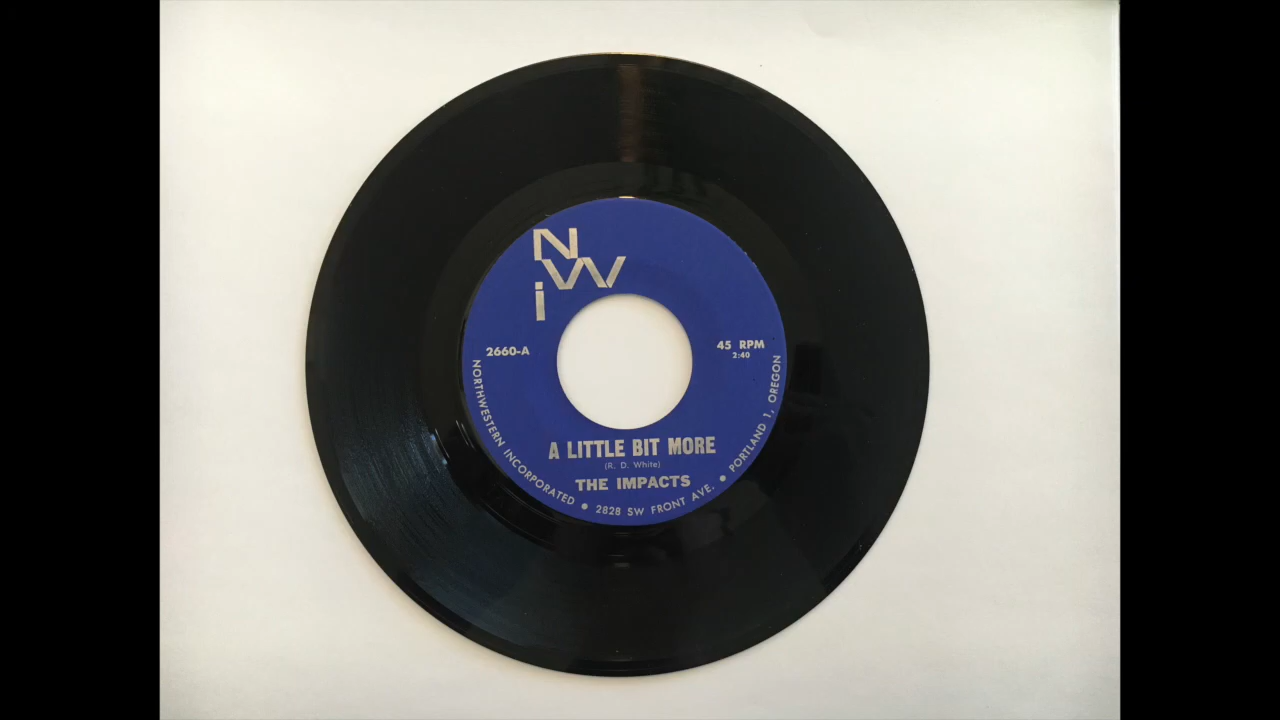 N
W
i
2660-A
45 RPM
2:40
A LITTLE BIT MORE
(R. D. White)
THE IMPACTS
NORTHWESTERN INCORPORATED • 2828 SW FRONT AVE. • PORTLAND 1, OREGON